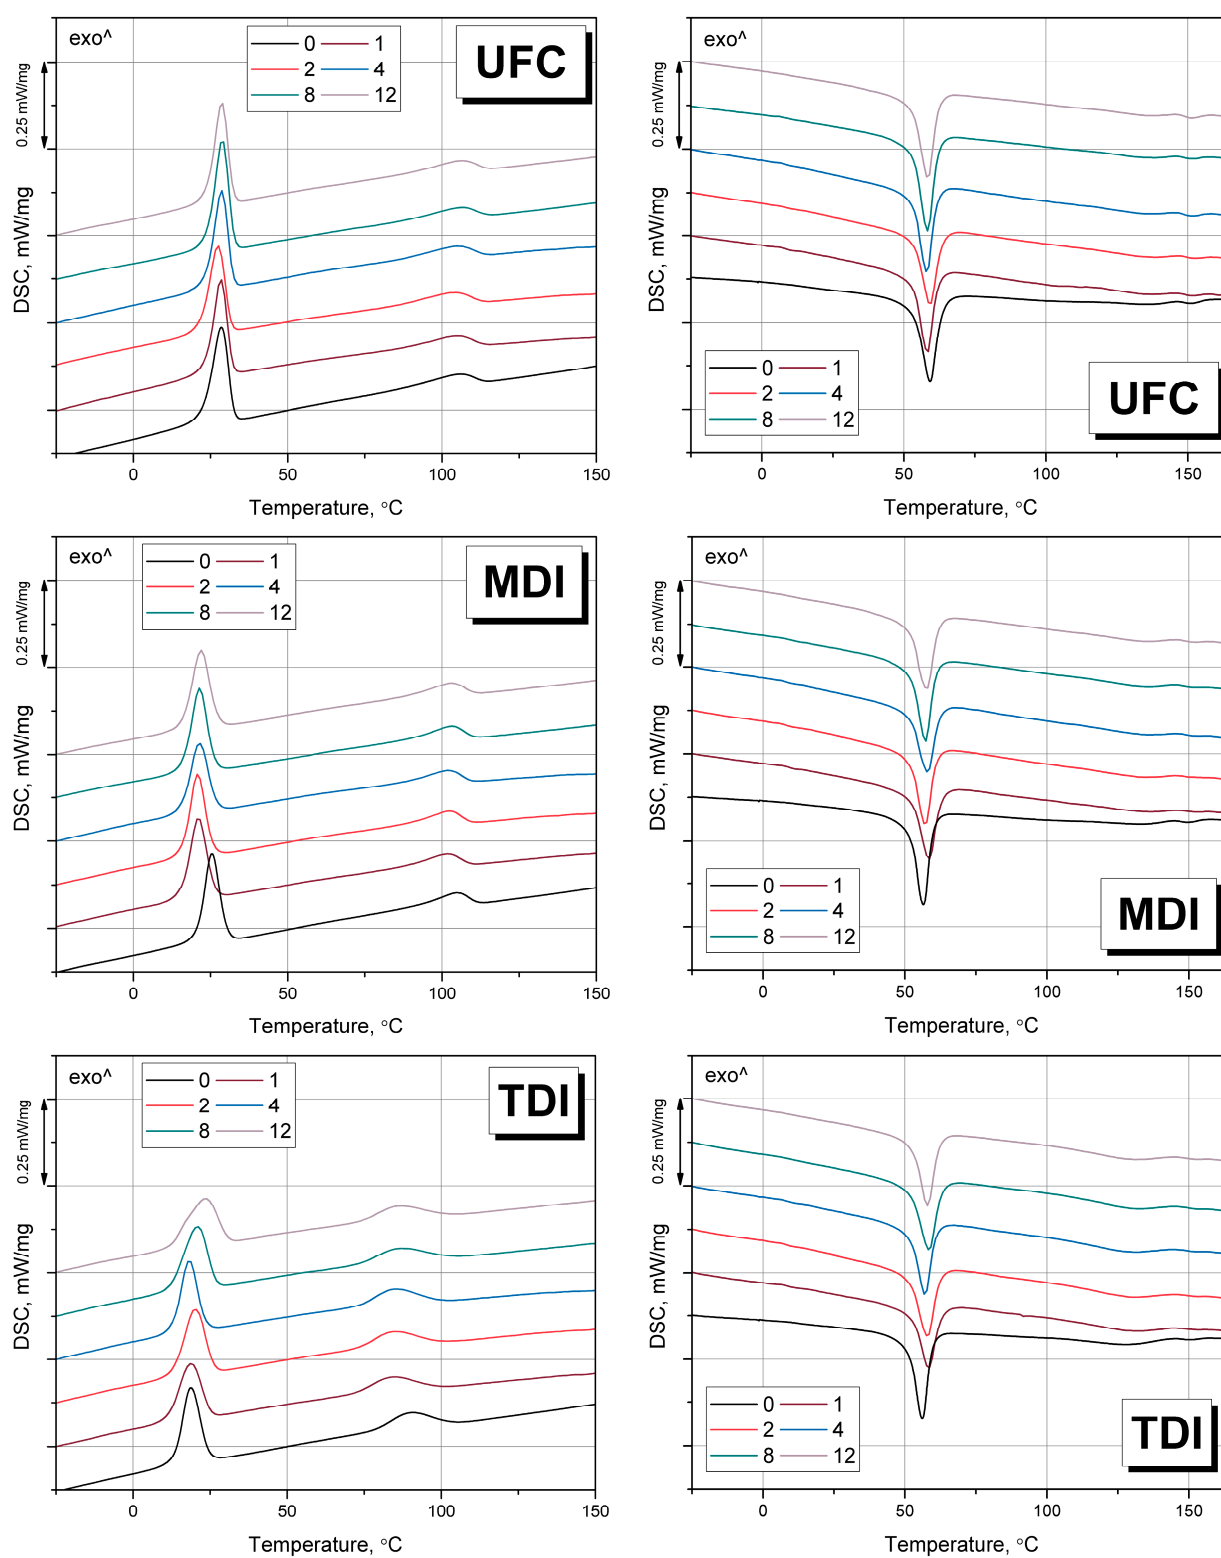 exo^
0 1
2 4
8 12
UFC
0.25 mW/mg
DSC, mW/mg
0 50 100 150
Temperature, °C
exo^
0.25 mW/mg
DSC, mW/mg
0 1
2 4
8 12
UFC
0 50 100 150
Temperature, °C
exo^
0 1
2 4
8 12
MDI
0.25 mW/mg
DSC, mW/mg
0 50 100 150
Temperature, °C
exo^
0.25 mW/mg
DSC, mW/mg
0 1
2 4
8 12
MDI
0 50 100 150
Temperature, °C
exo^
0 1
2 4
8 12
TDI
0.25 mW/mg
DSC, mW/mg
0 50 100 150
Temperature, °C
exo^
0.25 mW/mg
DSC, mW/mg
0 1
2 4
8 12
TDI
0 50 100 150
Temperature, °C